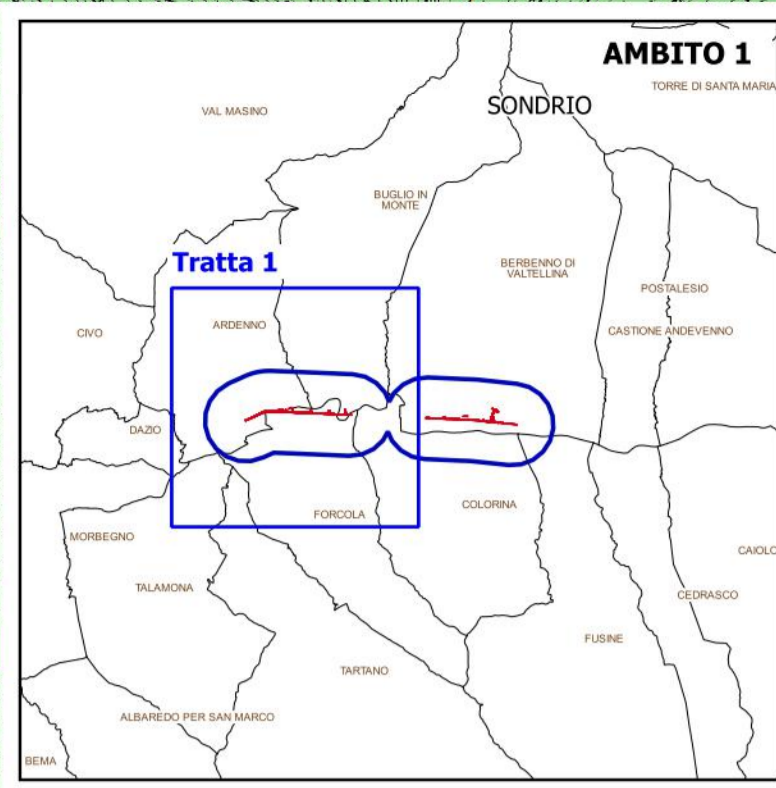 AMBITO 1
TORRE DI SANTA MARIA
SONDRIO
VAL MASINO
BUGLIO IN
MONTE
Tratta 1
BERBENNO DI
VALTELLINA
POSTALESIO
ARDENNO
CIVO
CASTIONE ANDEVENNO
DAZIO
COLORINA
FORCOLA
MORBEGNO
CAIOLO
TALAMONA
CEDRASCO
FUSINE
TARTANO
ALBAREDO PER SAN MARCO
BEMA